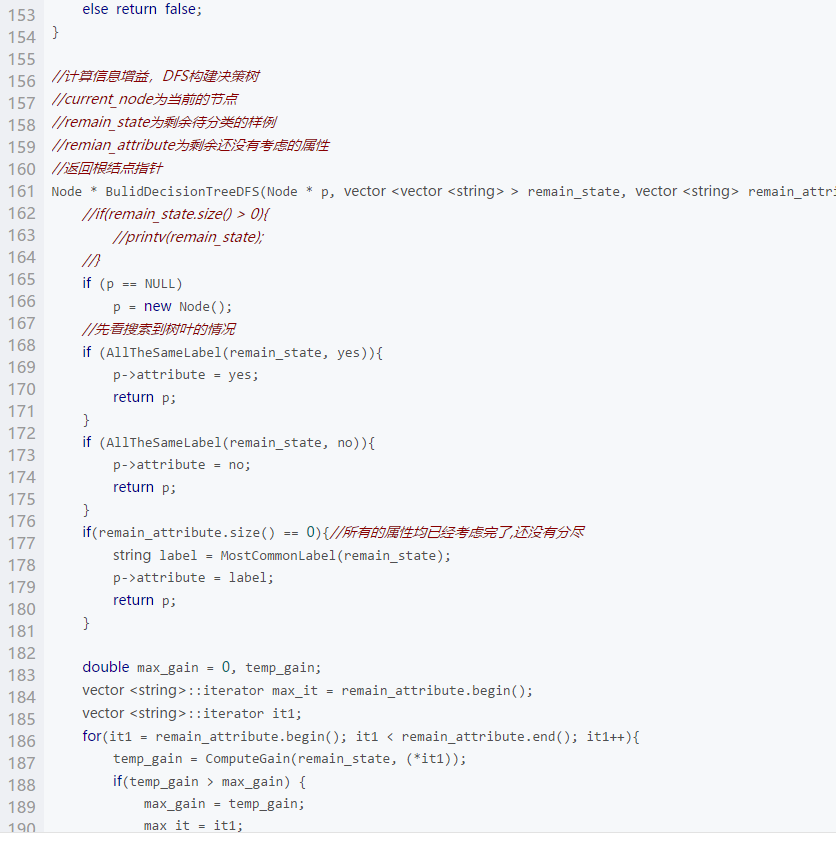 153 else return false;
154 }
155
156 //计算信息增益，DFS构建决策树
157 //current_node为当前的节点
158 //remain_state为剩余待分类的样例
159 //remian_attribute为剩余还没有考虑的属性
160 //返回根结点指针
161 Node * BulidDecisionTreeDFS(Node * p, vector <vector <string> > remain_state, vector <string> remain_attri
162 //if(remain_state.size() > 0){
163 //printv(remain_state);
164 //}
165 if (p == NULL)
166 p = new Node();
167 //先看搜索到树叶的情况
168 if (AllTheSameLabel(remain_state, yes)){
169 p->attribute = yes;
170 return p;
171 }
172 if (AllTheSameLabel(remain_state, no)){
173 p->attribute = no;
174 return p;
175 }
176 if(remain_attribute.size() == 0){//所有的属性均已经考虑完了,还没有分尽
177 string label = MostCommonLabel(remain_state);
178 p->attribute = label;
179 return p;
180 }
181
182 double max_gain = 0, temp_gain;
183 vector <string>::iterator max_it = remain_attribute.begin();
184 vector <string>::iterator it1;
185 for(it1 = remain_attribute.begin(); it1 < remain_attribute.end(); it1++){
186 temp_gain = ComputeGain(remain_state, (*it1));
187 if(temp_gain > max_gain) {
188 max_gain = temp_gain;
189 max_it = it1;
190